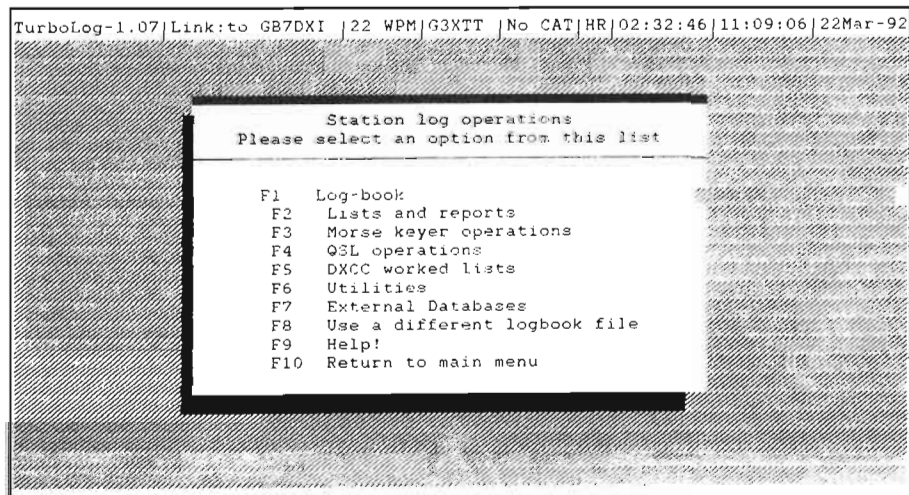 TurboLog-1.07|Link:to GB7DXI |22 WPM|G3XTT |No CAT|HR|02:32:46|11:09:06|22Mar-92
Station log operations
Please select an option from this list
F1 Log-book
F2 Lists and reports
F3 Morse keyer operations
F4 QSL operations
F5 DXCC worked lists
F6 Utilities
F7 External Databases
F8 Use a different logbook file
F9 Help!
F10 Return to main menu